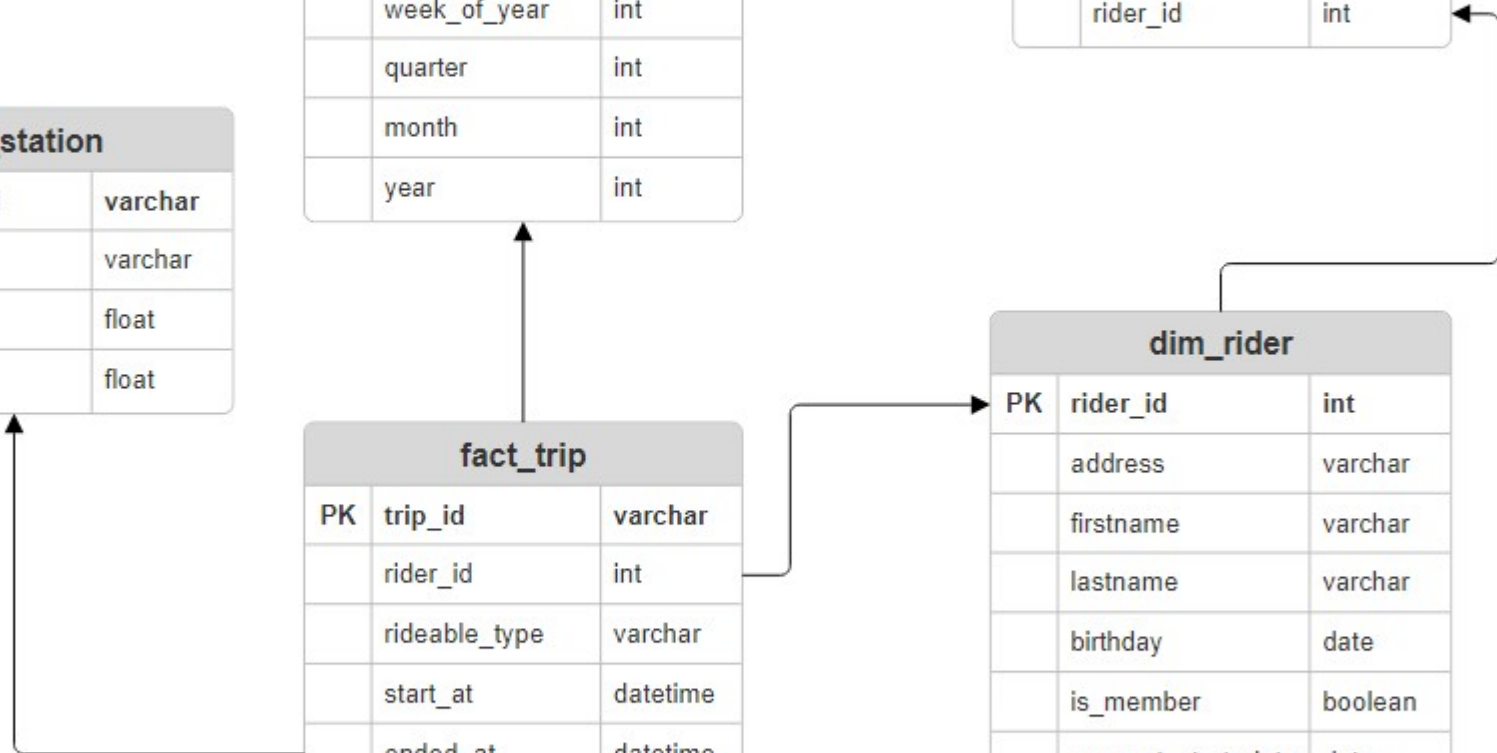 week_of_year int
quarter int
month int
year int
rider_id int
station
varchar
varchar
float
float
fact_trip
PK trip_id varchar
rider_id int
rideable_type varchar
start_at datetime
ended_at datetime
dim_rider
PK rider_id int
address varchar
firstname varchar
lastname varchar
birthday date
is_member boolean